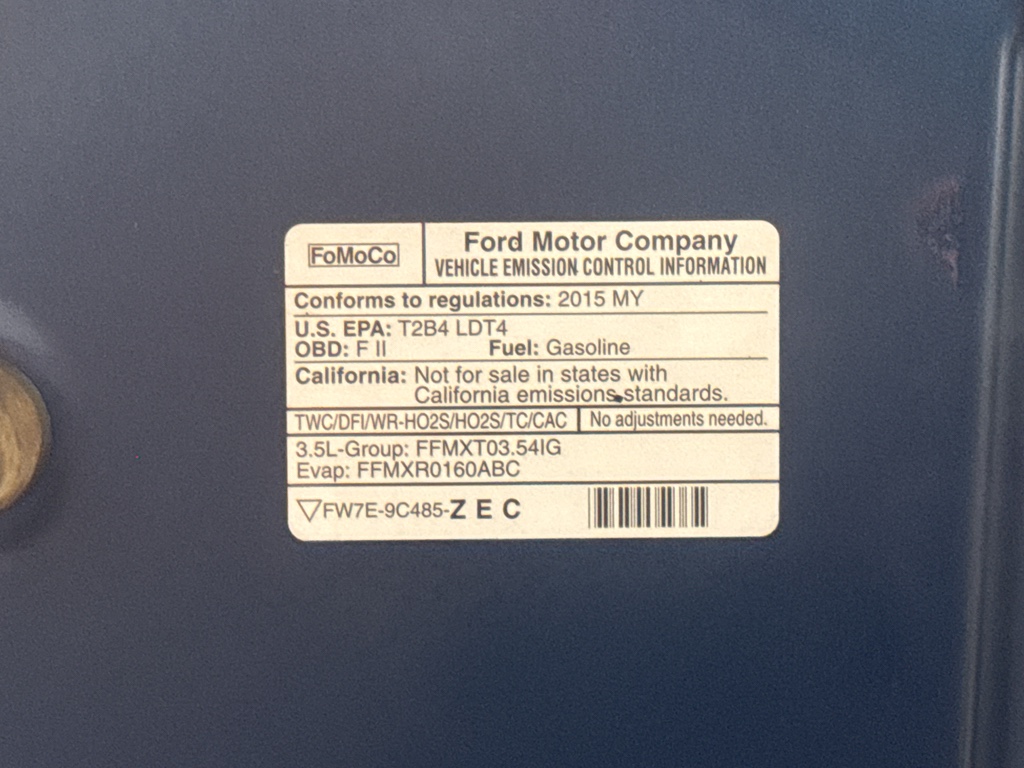 FoMoCo
Ford Motor Company
VEHICLE EMISSION CONTROL INFORMATION
Conforms to regulations: 2015 MY
U.S. EPA: T2B4 LDT4
OBD: F II Fuel: Gasoline
California: Not for sale in states with
California emissions standards.
TWC/DFI/WR-HO2S/HO2S/TC/CAC No adjustments needed.
3.5L-Group: FFMXT03.54IG
Evap: FFMXR0160ABC
FW7E-9C485-Z E C